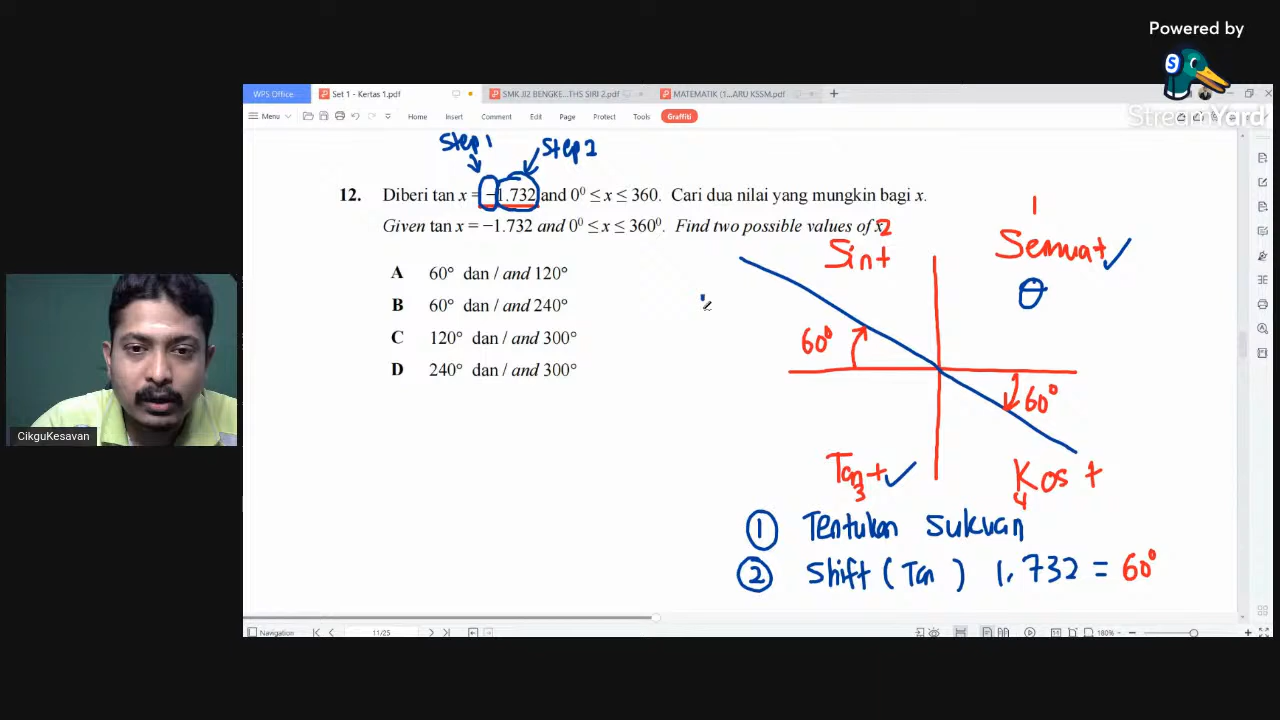 Powered by
StreamYard
WPS Office
Set 1 - Kertas 1.pdf
SMK JI2 BENGKE....THS SIRI 2.pdf
MATEMATIK (1...ARU KSSM.pdf
Menu
Home
Insert
Comment
Edit
Page
Protect
Tools
Graffiti
Step 1
Step 2
12. Diberi tan x = −1.732 and 0⁰ ≤ x ≤ 360. Cari dua nilai yang mungkin bagi x.
Given tan x = −1.732 and 0⁰ ≤ x ≤ 360⁰. Find two possible values of x
A 60° dan / and 120°
B 60° dan / and 240°
C 120° dan / and 300°
D 240° dan / and 300°
1
2
Sin +
Semua +
θ
60°
60°
Tan +
3
Kos +
4
1 Tentukan Sukuan
2 Shift (Tan) 1.732 = 60°
CikguKesavan
Navigation
11/25
180%